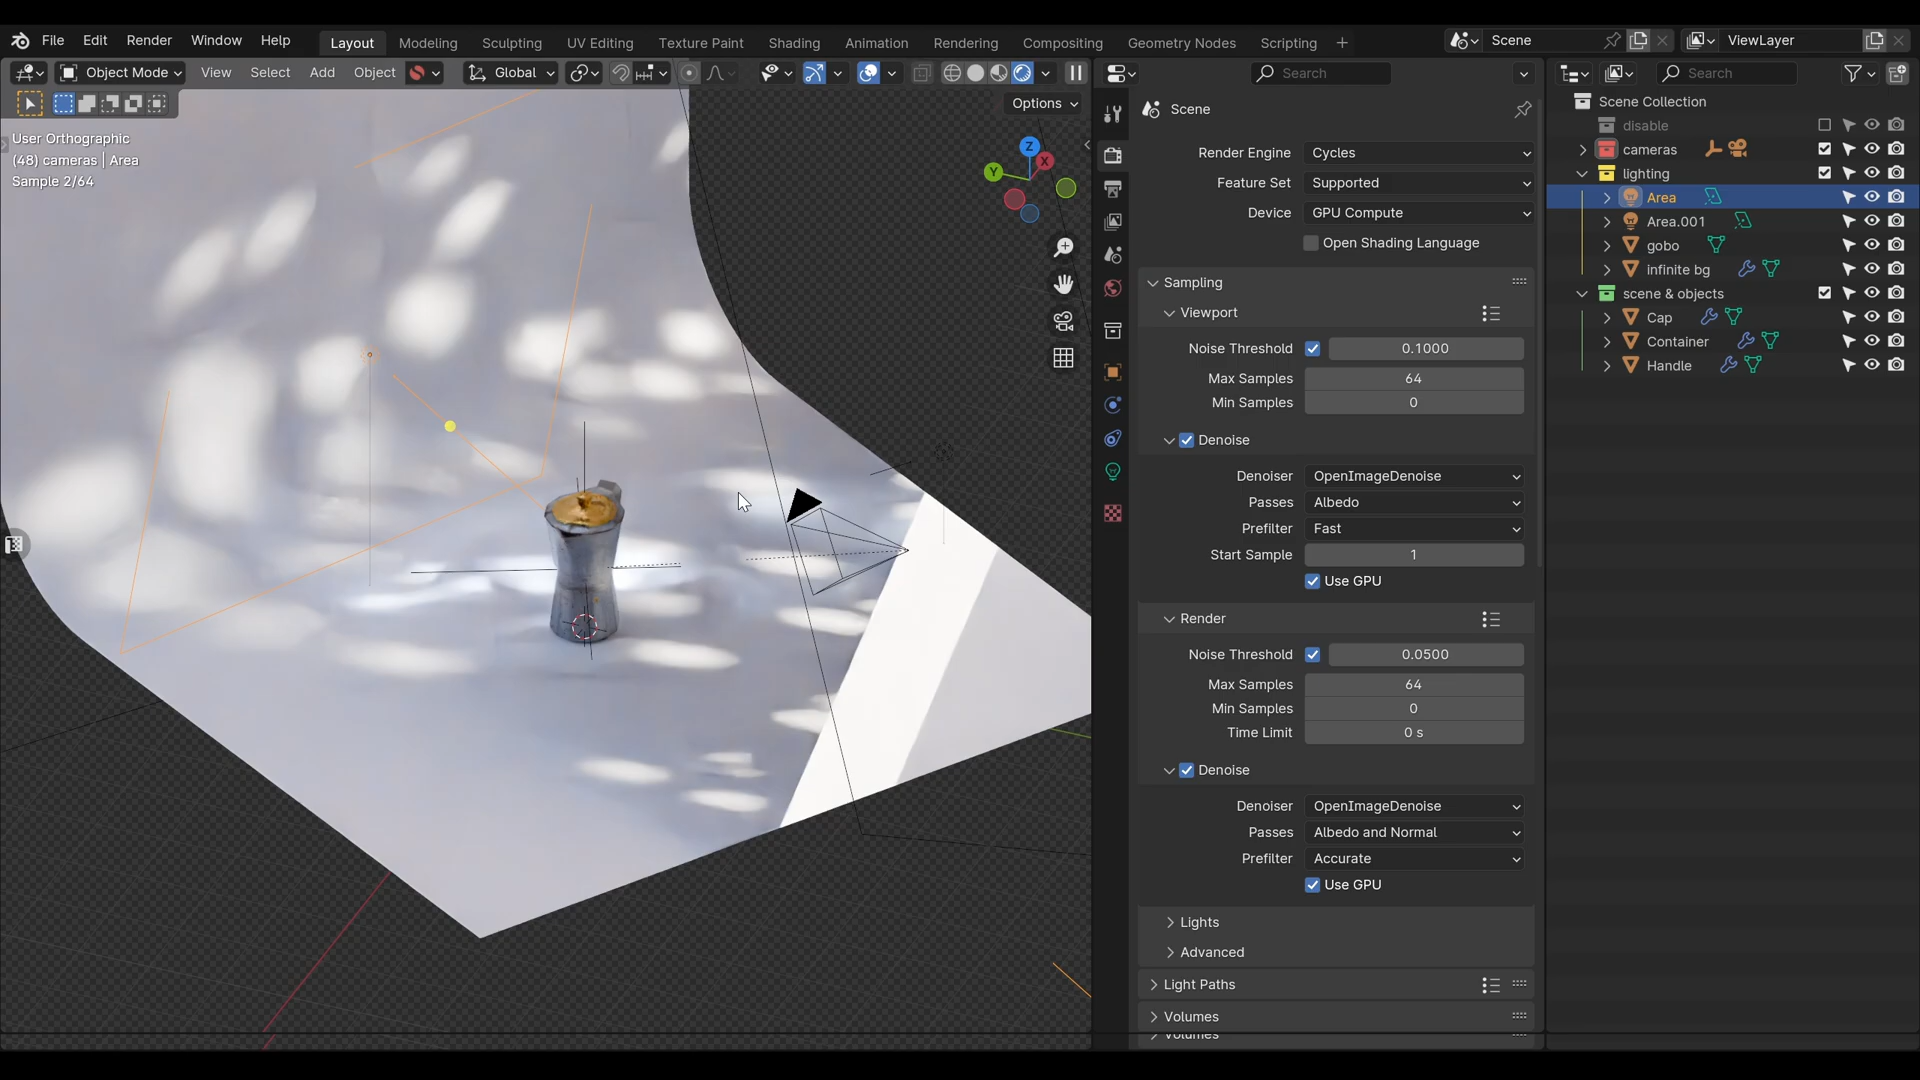 File Edit Render Window Help Layout Modeling Sculpting UV Editing Texture Paint Shading Animation Rendering Compositing Geometry Nodes Scripting + Scene ViewLayer
Object Mode View Select Add Object Global Search Search
Options
User Orthographic
(48) cameras | Area
Sample 2/64
Z
X
Y
Scene
Render Engine Cycles
Feature Set Supported
Device GPU Compute
Open Shading Language
Sampling
Viewport
Noise Threshold 0.1000
Max Samples 64
Min Samples 0
Denoise
Denoiser OpenImageDenoise
Passes Albedo
Prefilter Fast
Start Sample 1
Use GPU
Render
Noise Threshold 0.0500
Max Samples 64
Min Samples 0
Time Limit 0 s
Denoise
Denoiser OpenImageDenoise
Passes Albedo and Normal
Prefilter Accurate
Use GPU
Lights
Advanced
Light Paths
Volumes
Volumes
Scene Collection
disable
cameras
lighting
Area
Area.001
gobo
infinite bg
scene & objects
Cap
Container
Handle